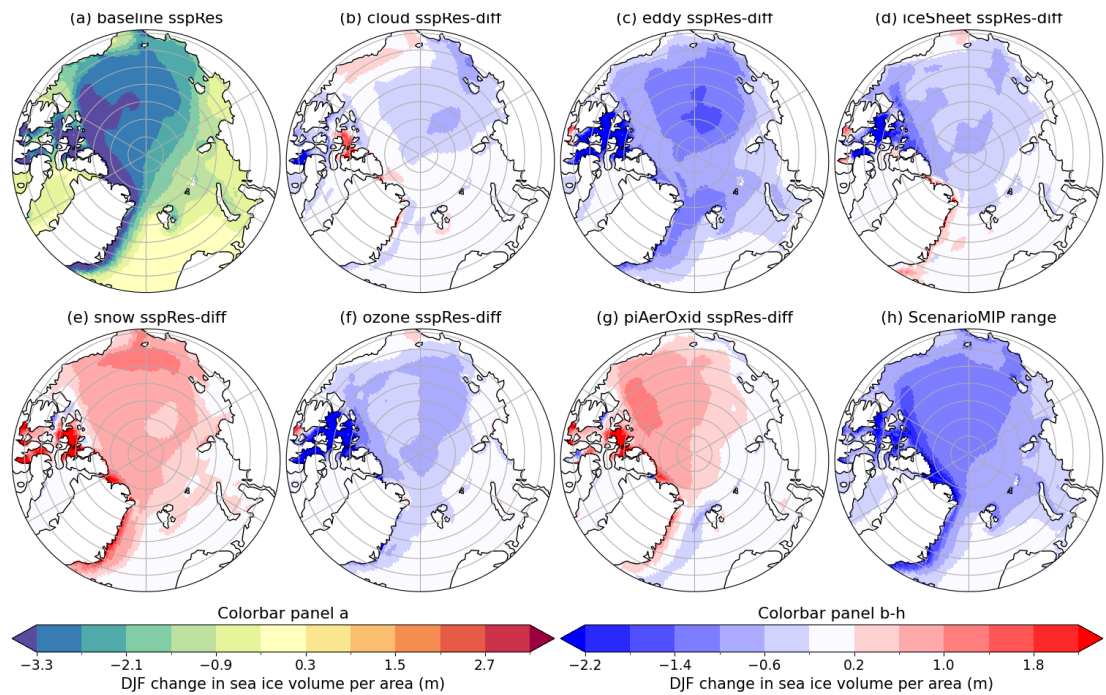 (a) baseline sspRes
(b) cloud sspRes-diff
(c) eddy sspRes-diff
(d) iceSheet sspRes-diff
(e) snow sspRes-diff
(f) ozone sspRes-diff
(g) piAerOxid sspRes-diff
(h) ScenarioMIP range
Colorbar panel a
−3.3 −2.1 −0.9 0.3 1.5 2.7
DJF change in sea ice volume per area (m)
Colorbar panel b-h
−2.2 −1.4 −0.6 0.2 1.0 1.8
DJF change in sea ice volume per area (m)